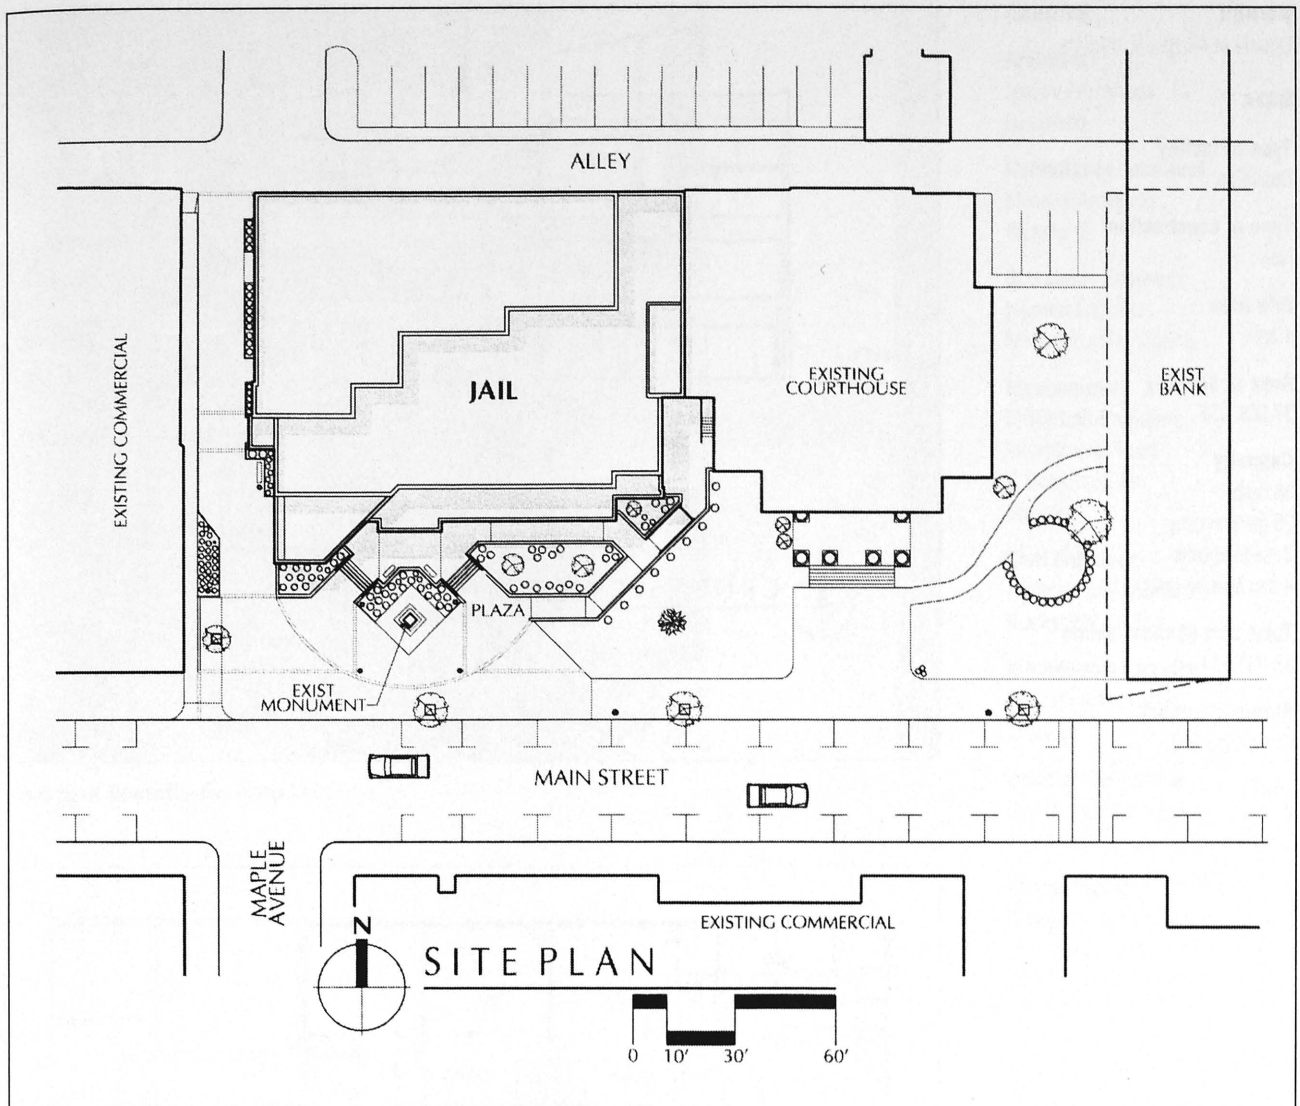 ALLEY
EXISTING COMMERCIAL
JAIL
EXISTING
COURTHOUSE
EXIST
BANK
PLAZA
EXIST
MONUMENT
MAIN STREET
MAPLE
AVENUE
EXISTING COMMERCIAL
N
SITE PLAN
0 10' 30' 60'